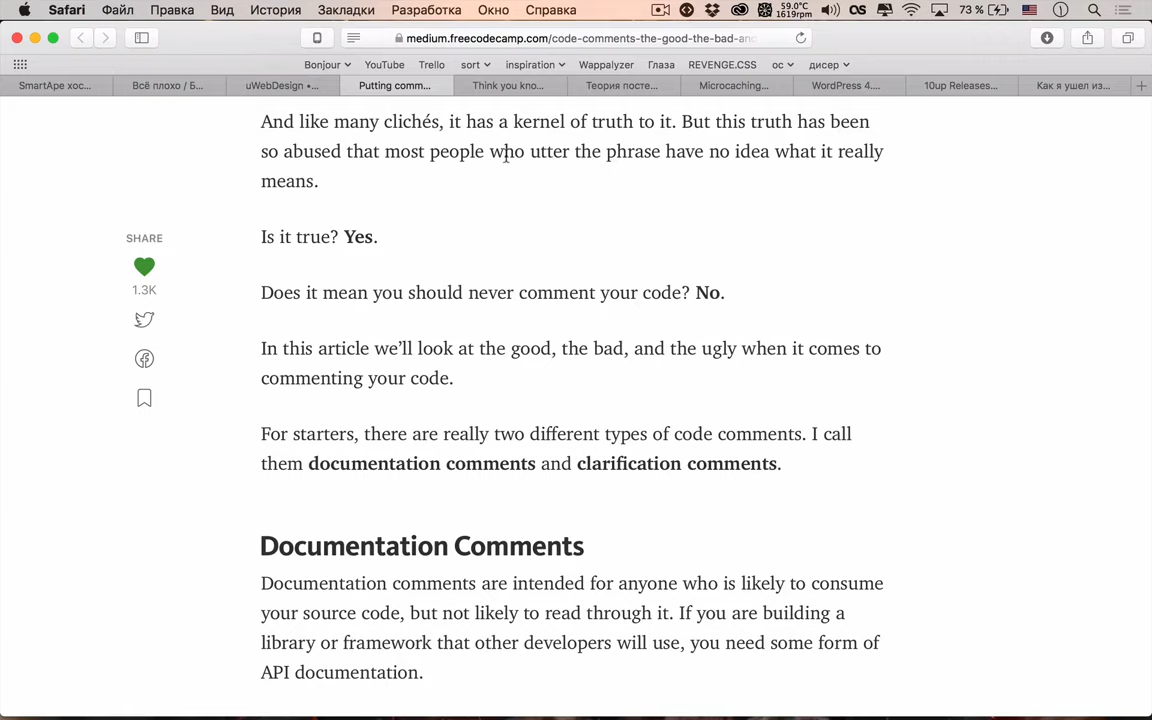 Safari Файл Правка Вид История Закладки Разработка Окно Справка 59.0°C 1619rpm 73 %
medium.freecodecamp.com/code-comments-the-good-the-bad-and
Bonjour YouTube Trello sort inspiration Wappalyzer Глаза REVENGE.CSS ос дисер
SmartApe хос... Всё плохо / Б... uWebDesign •... Putting comm... Think you kno... Теория посте... Microcaching... WordPress 4.... 10up Releases... Как я ушел из...
And like many clichés, it has a kernel of truth to it. But this truth has been
so abused that most people who utter the phrase have no idea what it really
means.
Is it true? Yes.
SHARE
1.3K
Does it mean you should never comment your code? No.
In this article we’ll look at the good, the bad, and the ugly when it comes to
commenting your code.
For starters, there are really two different types of code comments. I call
them documentation comments and clarification comments.
Documentation Comments
Documentation comments are intended for anyone who is likely to consume
your source code, but not likely to read through it. If you are building a
library or framework that other developers will use, you need some form of
API documentation.